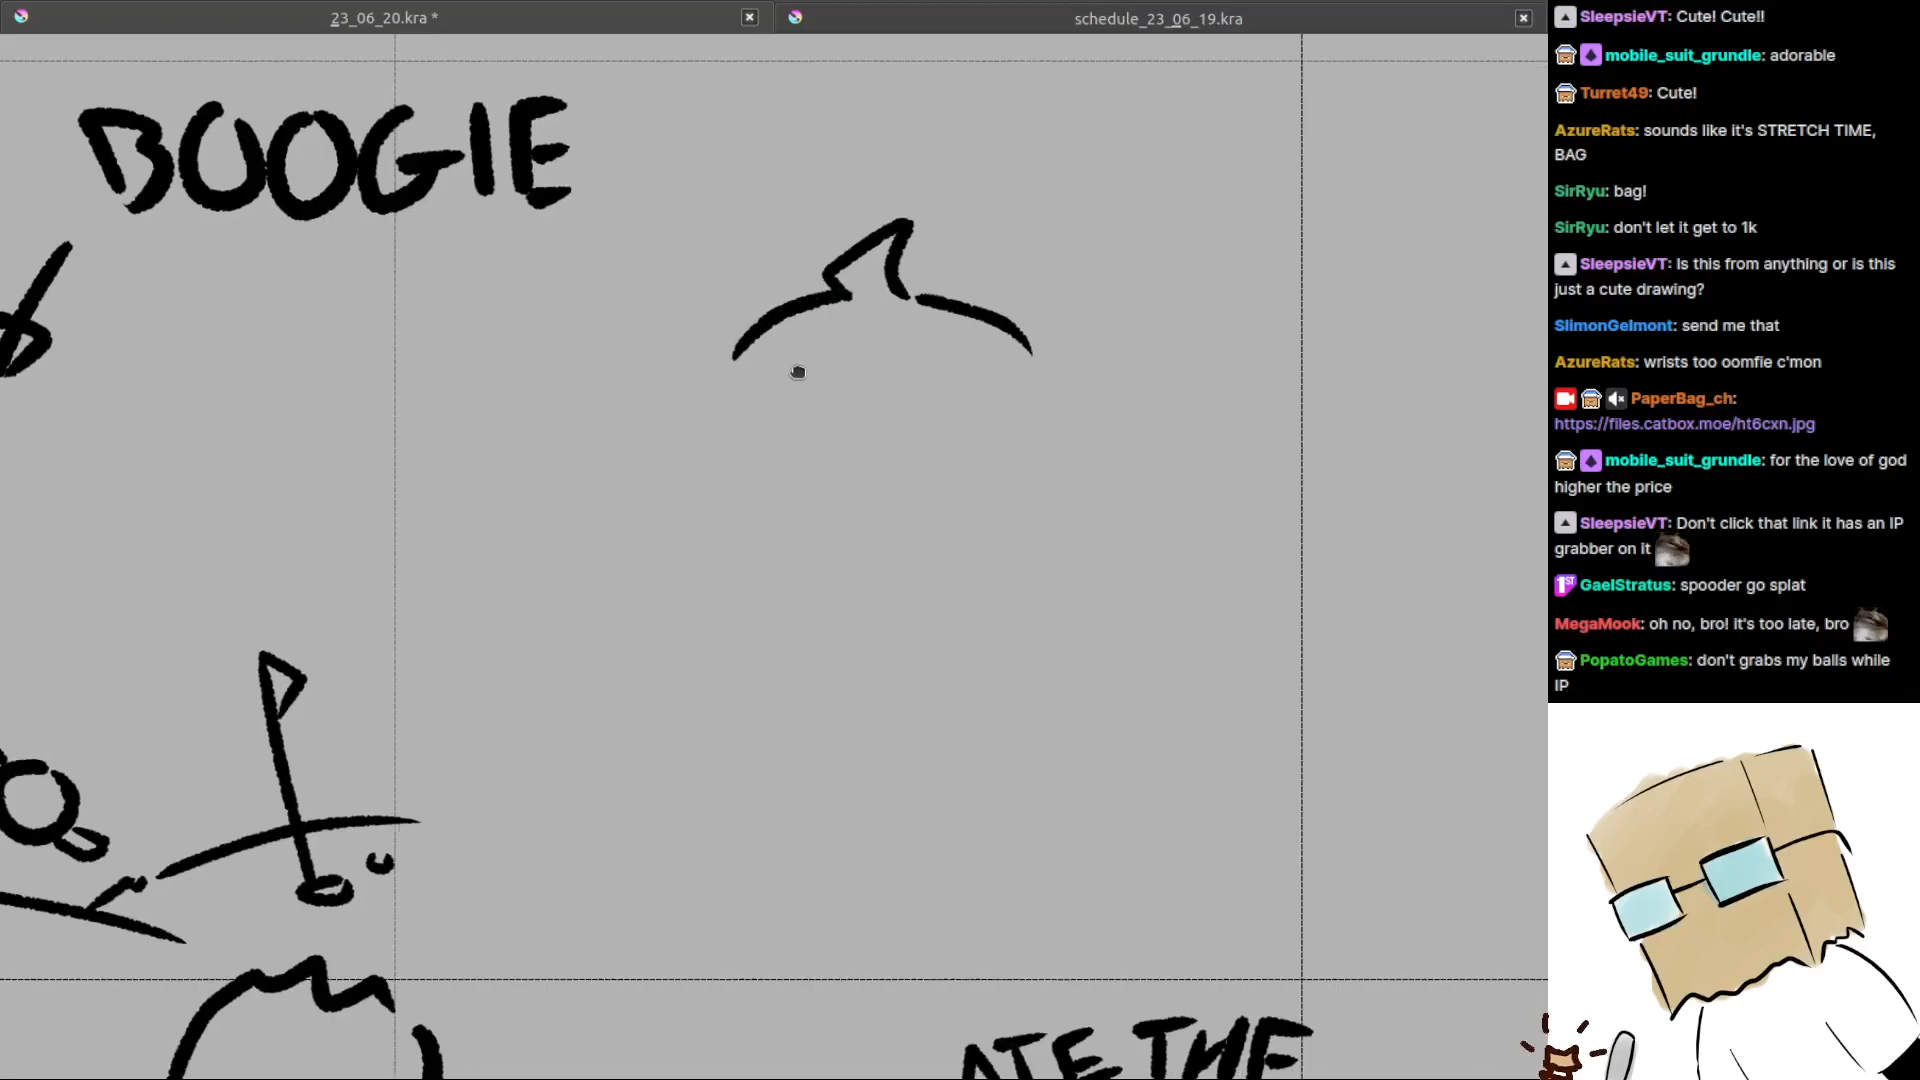 23_06_20.kra *
schedule_23_06_19.kra
BOOGIE
ATE THE
SleepsieVT: Cute! Cute!!
mobile_suit_grundle: adorable
Turret49: Cute!
AzureRats: sounds like it's STRETCH TIME,
BAG
SirRyu: bag!
SirRyu: don't let it get to 1k
SleepsieVT: Is this from anything or is this
just a cute drawing?
SlimonGelmont: send me that
AzureRats: wrists too oomfie c'mon
PaperBag_ch:
https://files.catbox.moe/ht6cxn.jpg
mobile_suit_grundle: for the love of god
higher the price
SleepsieVT: Don't click that link it has an IP
grabber on it
1ST GaelStratus: spooder go splat
MegaMook: oh no, bro! it's too late, bro
PopatoGames: don't grabs my balls while
IP